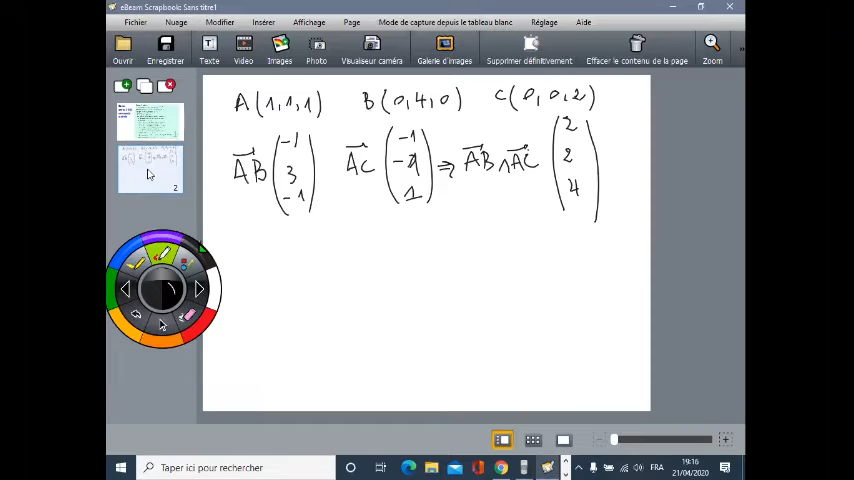 eBeam Scrapbook: Sans titre1
Fichier Nuage Modifier Insérer Affichage Page Mode de capture depuis le tableau blanc Réglage Aide
Ouvrir Enregistrer Texte Vidéo Images Photo Visualiseur caméra Galerie d'images Supprimer définitivement Effacer le contenu de la page Zoom
A(1,1,1) B(0,4,0) C(0,0,2)
-1 -1 2
AB 3 AC -1 ⇒ AB ∧ AC 2
-1 1 4
2
Taper ici pour rechercher
FRA
19:16
21/04/2020